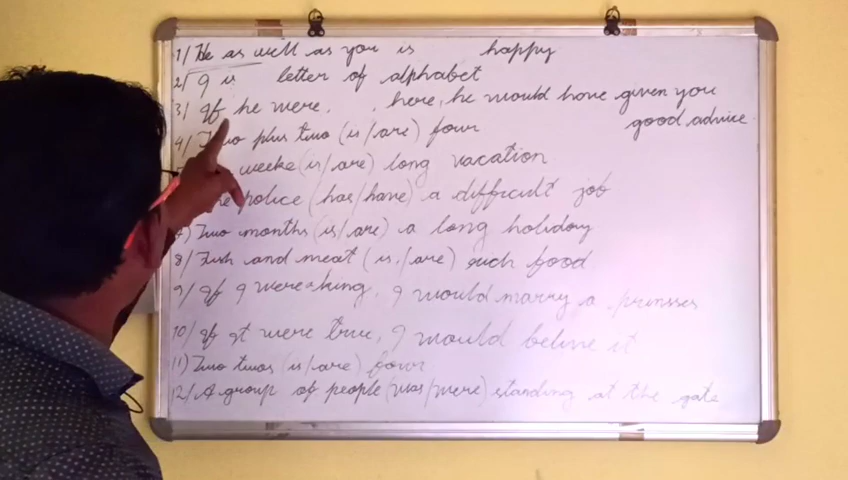 1/ He as well as you is happy
2/ I is letter of alphabet
3/ If he were. here, he would have given you
good advice
4/ Two plus two (is/are) four
weeks (is/are) long vacation
police (has/have) a difficult job
7) Two months (is/are) a long holiday
8/ Fish and meat (is/are) such food
9/ If I were a king, I would marry a prinsses
10/ If It were true, I would belive it
11) Two twos (is/are) four
12/ A group of people (was/were) standing at the gate